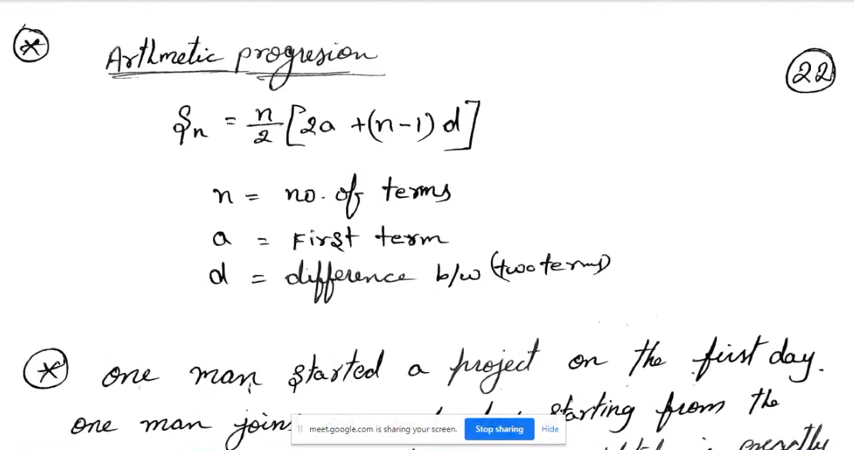 * Arthmetic progresion
22
Sn = n/2 [2a +(n-1) d]
n = no. of terms
a = First term
d = difference b/w (two terms)
* one man started a project on the first day.
one man joins starting from the
meet.google.com is sharing your screen. Stop sharing Hide
exactly